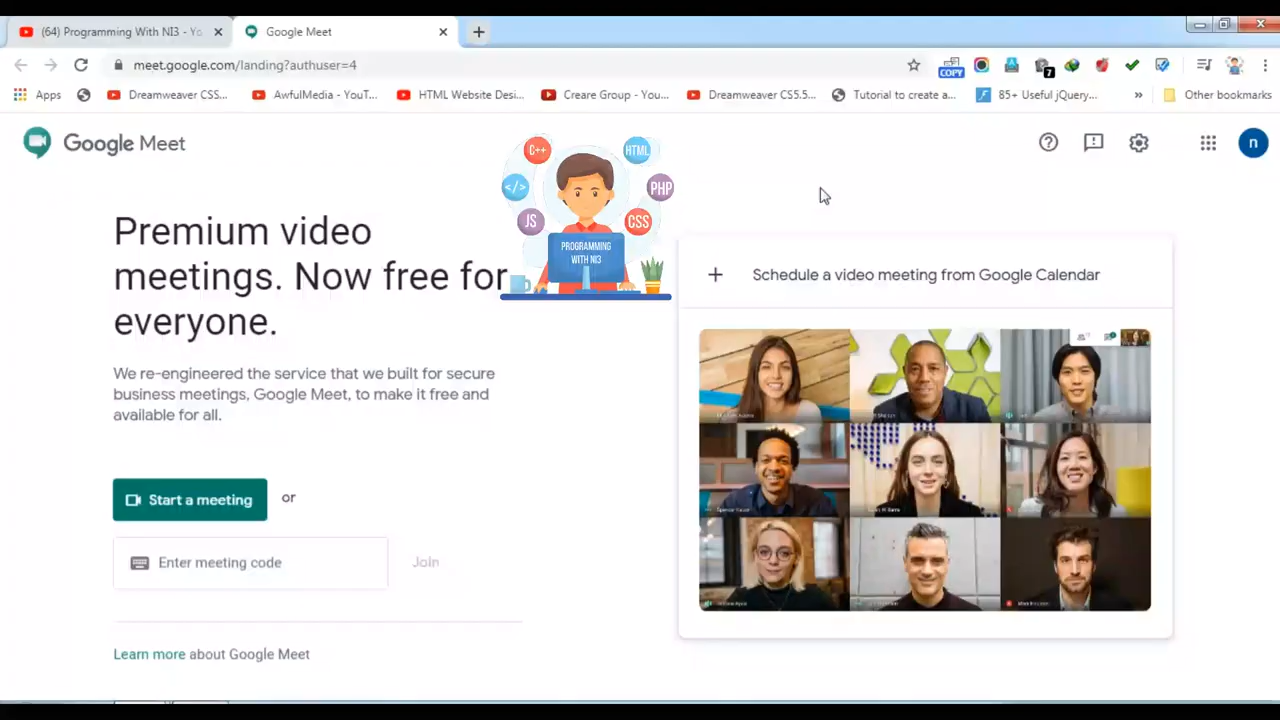 (64) Programming With NI3 - Yo
Google Meet
meet.google.com/landing?authuser=4
COPY
7
Apps
Dreamweaver CSS...
AwfulMedia - YouT...
HTML Website Desi...
Creare Group - You...
Dreamweaver CS5.5...
Tutorial to create a...
85+ Useful jQuery...
»
Other bookmarks
Google Meet
n
C++
HTML
</>
PHP
JS
CSS
PROGRAMMING
WITH NI3
Premium video
meetings. Now free for
everyone.
We re-engineered the service that we built for secure
business meetings, Google Meet, to make it free and
available for all.
Start a meeting
or
Enter meeting code
Join
Learn more about Google Meet
Schedule a video meeting from Google Calendar